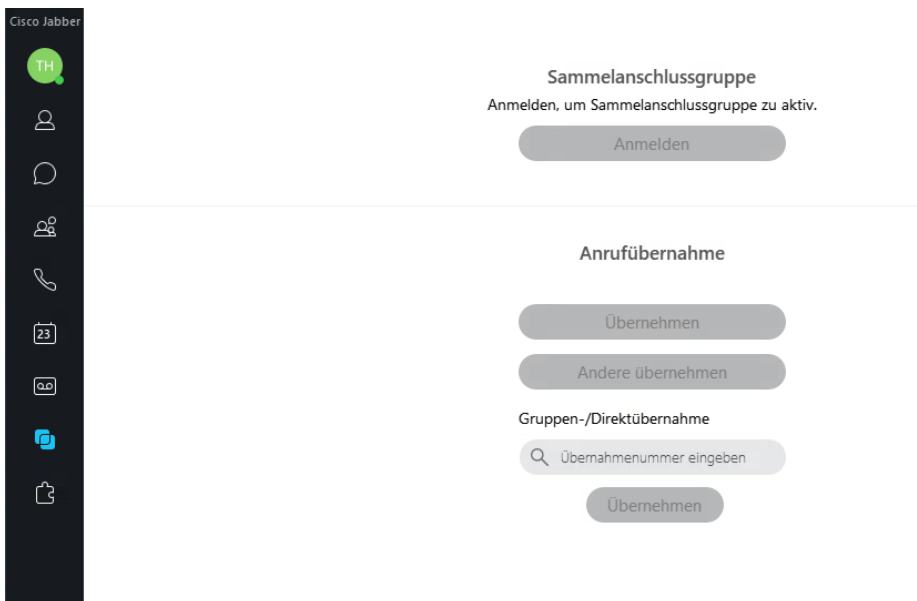 Cisco Jabber
TH
23
Sammelanschlussgruppe
Anmelden, um Sammelanschlussgruppe zu aktiv.
Anmelden
Anrufübernahme
Übernehmen
Andere übernehmen
Gruppen-/Direktübernahme
Übernahmenummer eingeben
Übernehmen